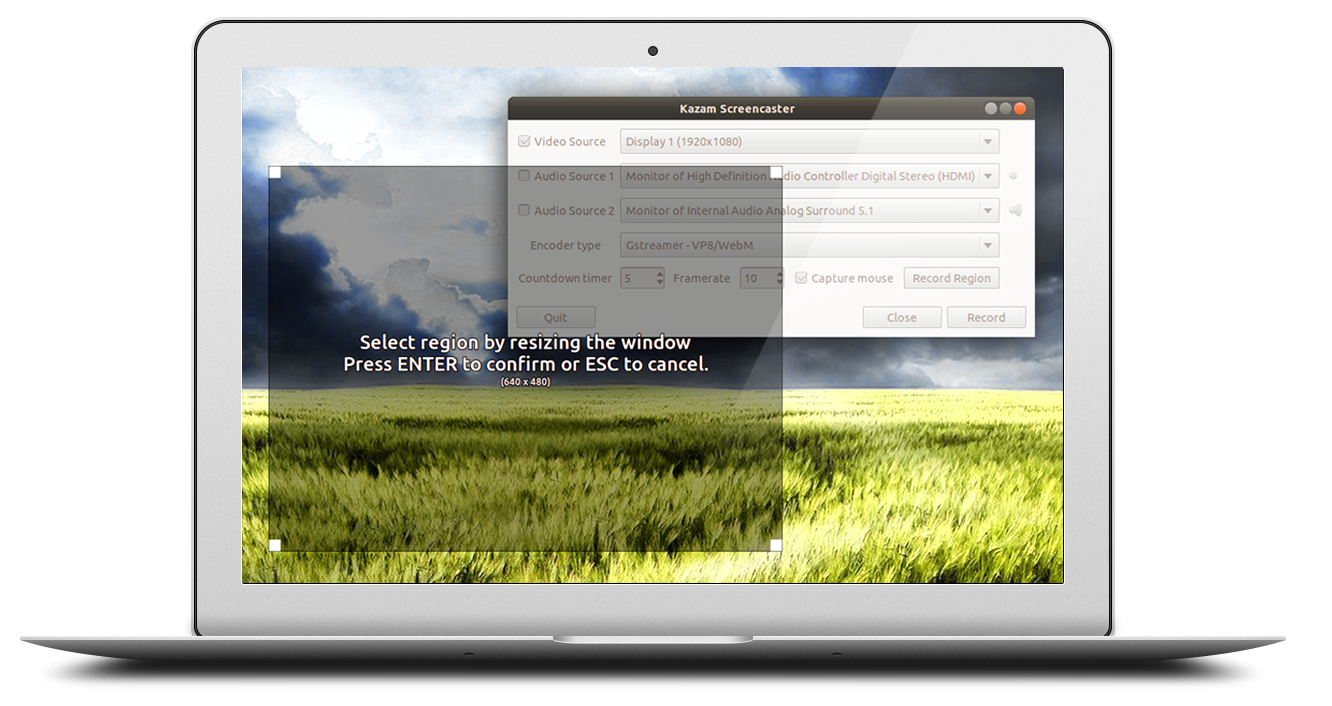 Kazam Screencaster
Video Source Display 1 (1920x1080)
Audio Source 1 Monitor of High Definition Audio Controller Digital Stereo (HDMI)
Audio Source 2 Monitor of Internal Audio Analog Surround 5.1
Encoder type Gstreamer - VP8/WebM
Countdown timer 5 Framerate 10 Capture mouse Record Region
Quit Close Record
Select region by resizing the window
Press ENTER to confirm or ESC to cancel.
(640 x 480)